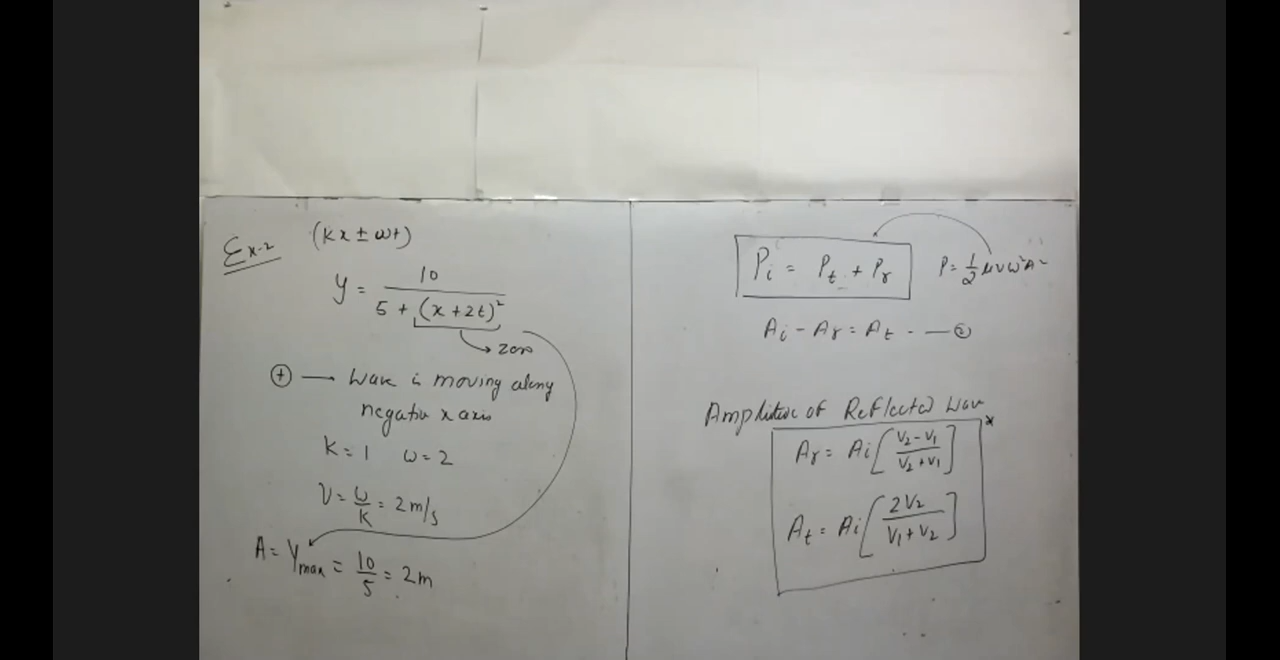 Ex-2 (Kx ± ωt)
y = 10 / 5 + (x + 2t)²
→ zero
⊕ — Wave is moving along
negative x axis
K = 1 ω = 2
V = ω/K = 2 m/s
A = Ymax = 10/5 = 2m
Pi = Pt + Pr P = 1/2 μvω²A²
Ai - Ar = At - — ②
Amplitude of Reflected Wave
Ar = Ai [V2 - V1 / V2 + V1]
At = Ai [2V2 / V1 + V2]